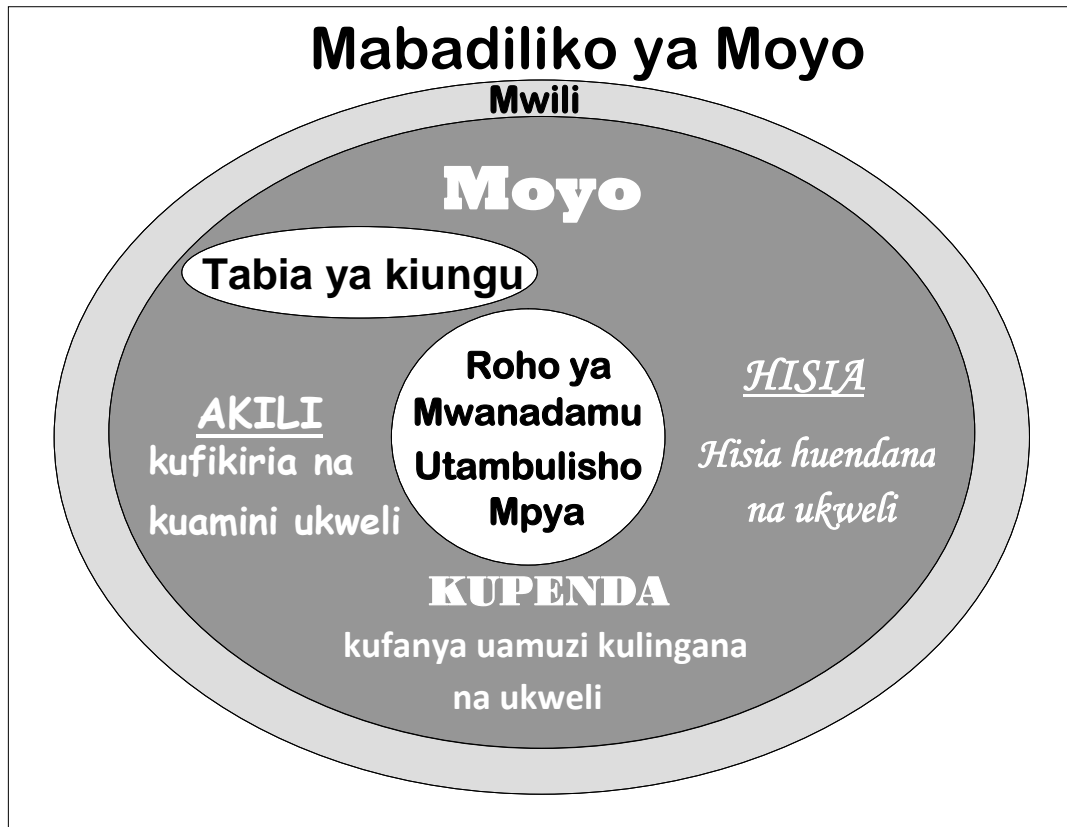 Mabadiliko ya Moyo
Mwili
Moyo
Tabia ya kiungu
Roho ya
Mwanadamu
Utambulisho
Mpya
AKILI
kufikiria na
kuamini ukweli
HISIA
Hisia huendana
na ukweli
KUPENDA
kufanya uamuzi kulingana
na ukweli